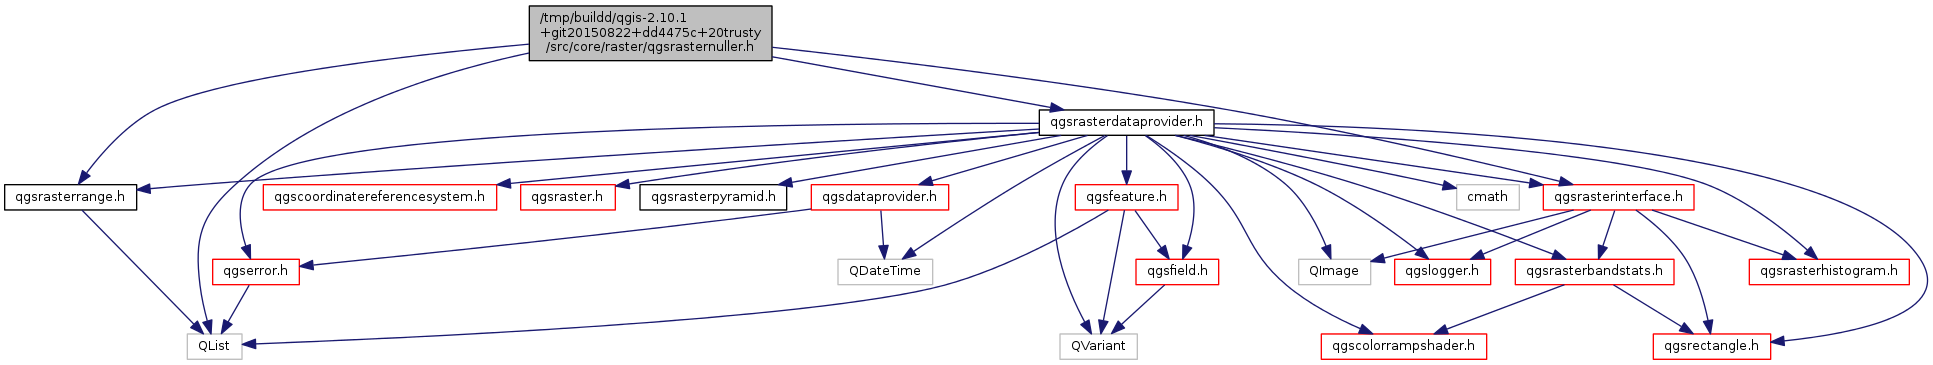 /tmp/buildd/qgis-2.10.1
+git20150822+dd4475c+20trusty
/src/core/raster/qgsrasternuller.h
qgsrasterdataprovider.h
qgsrasterrange.h
qgscoordinatereferencesystem.h
qgsraster.h
qgsrasterpyramid.h
qgsdataprovider.h
qgsfeature.h
cmath
qgsrasterinterface.h
qgserror.h
QDateTime
qgsfield.h
QImage
qgslogger.h
qgsrasterbandstats.h
qgsrasterhistogram.h
QList
QVariant
qgscolorrampshader.h
qgsrectangle.h